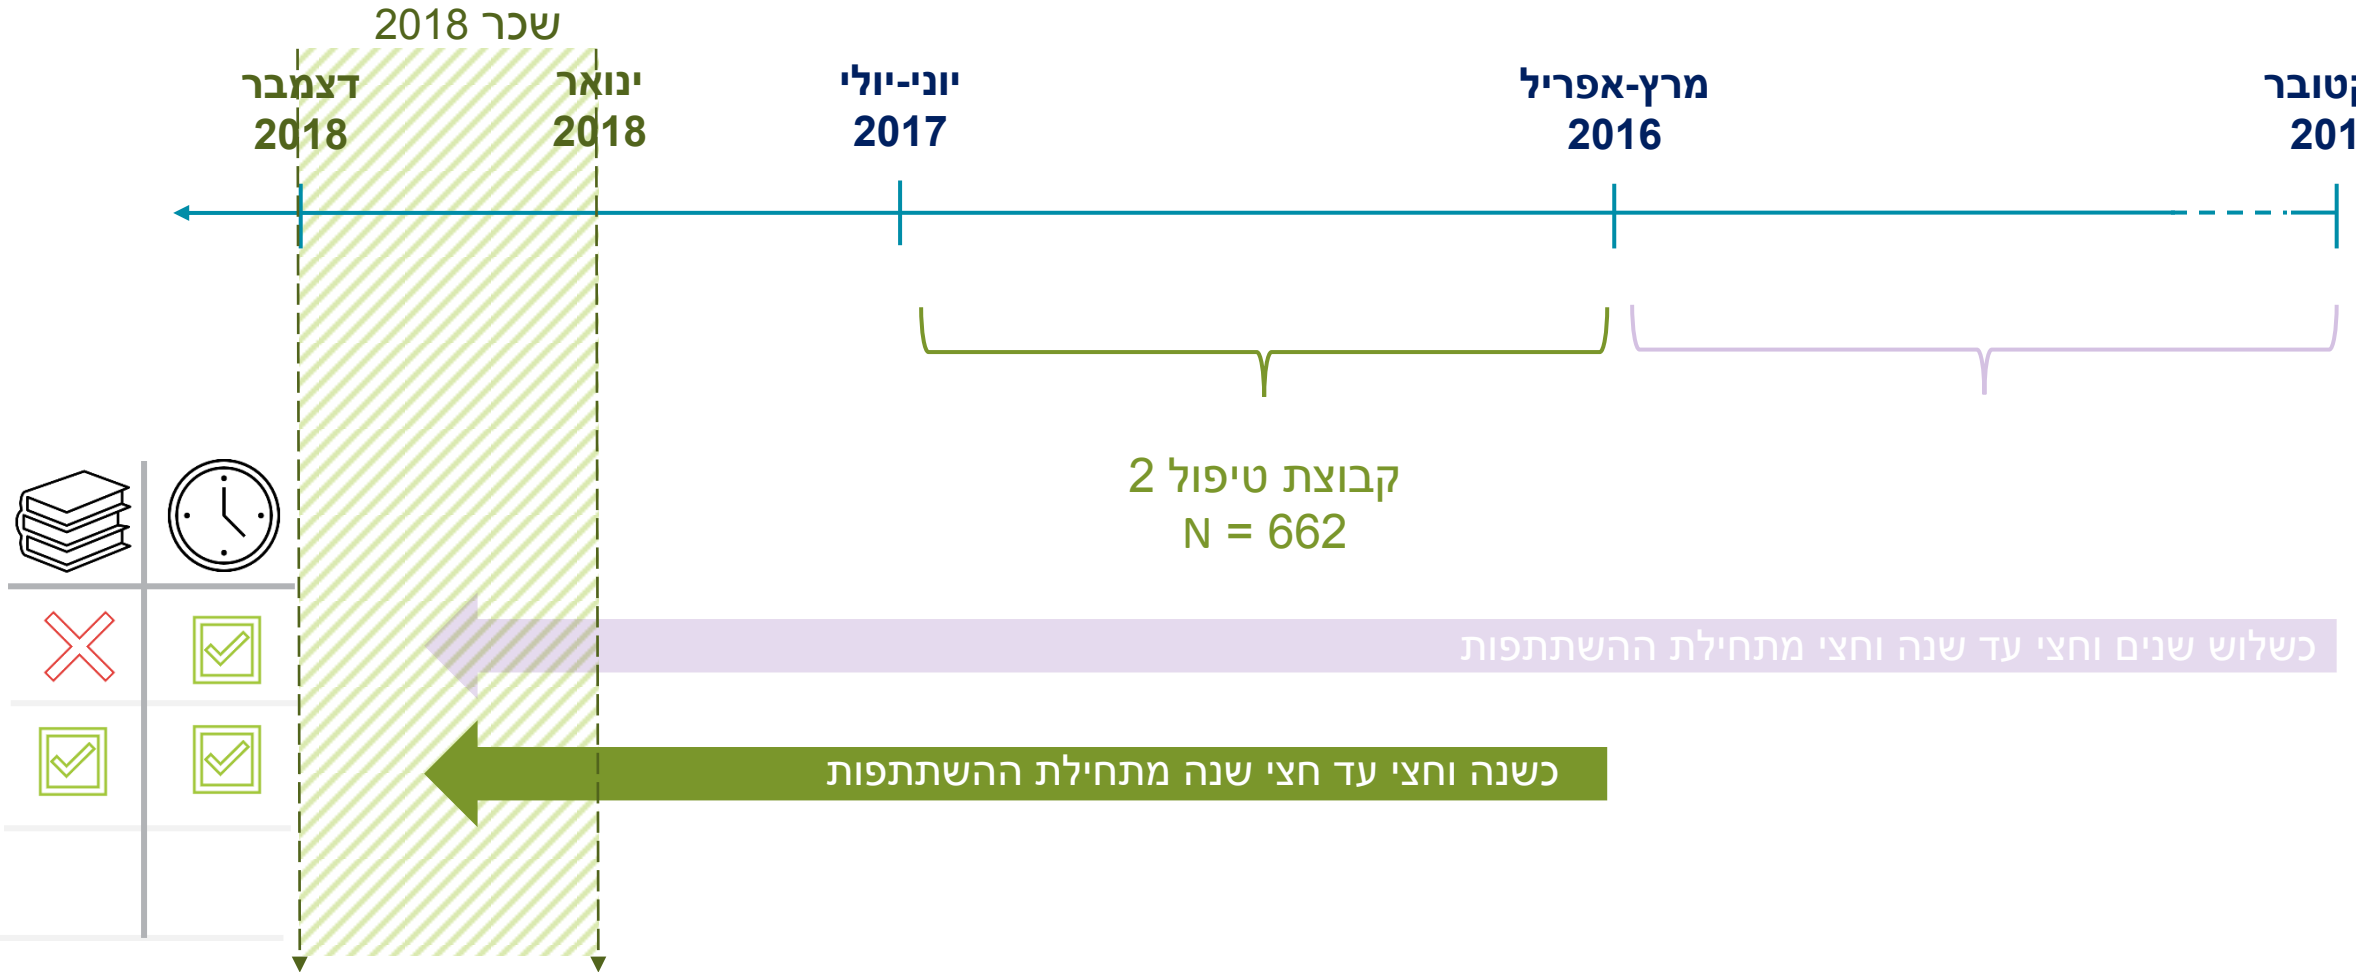 שכר 2018
מרץ-אפריל
2016
יוני-יולי
2017
ינואר
2018
דצמבר
2018
קבוצת טיפול 2
N = 662
כשלוש שנים וחצי עד שנה וחצי מתחילת ההשתתפות
כשנה וחצי עד חצי שנה מתחילת ההשתתפות